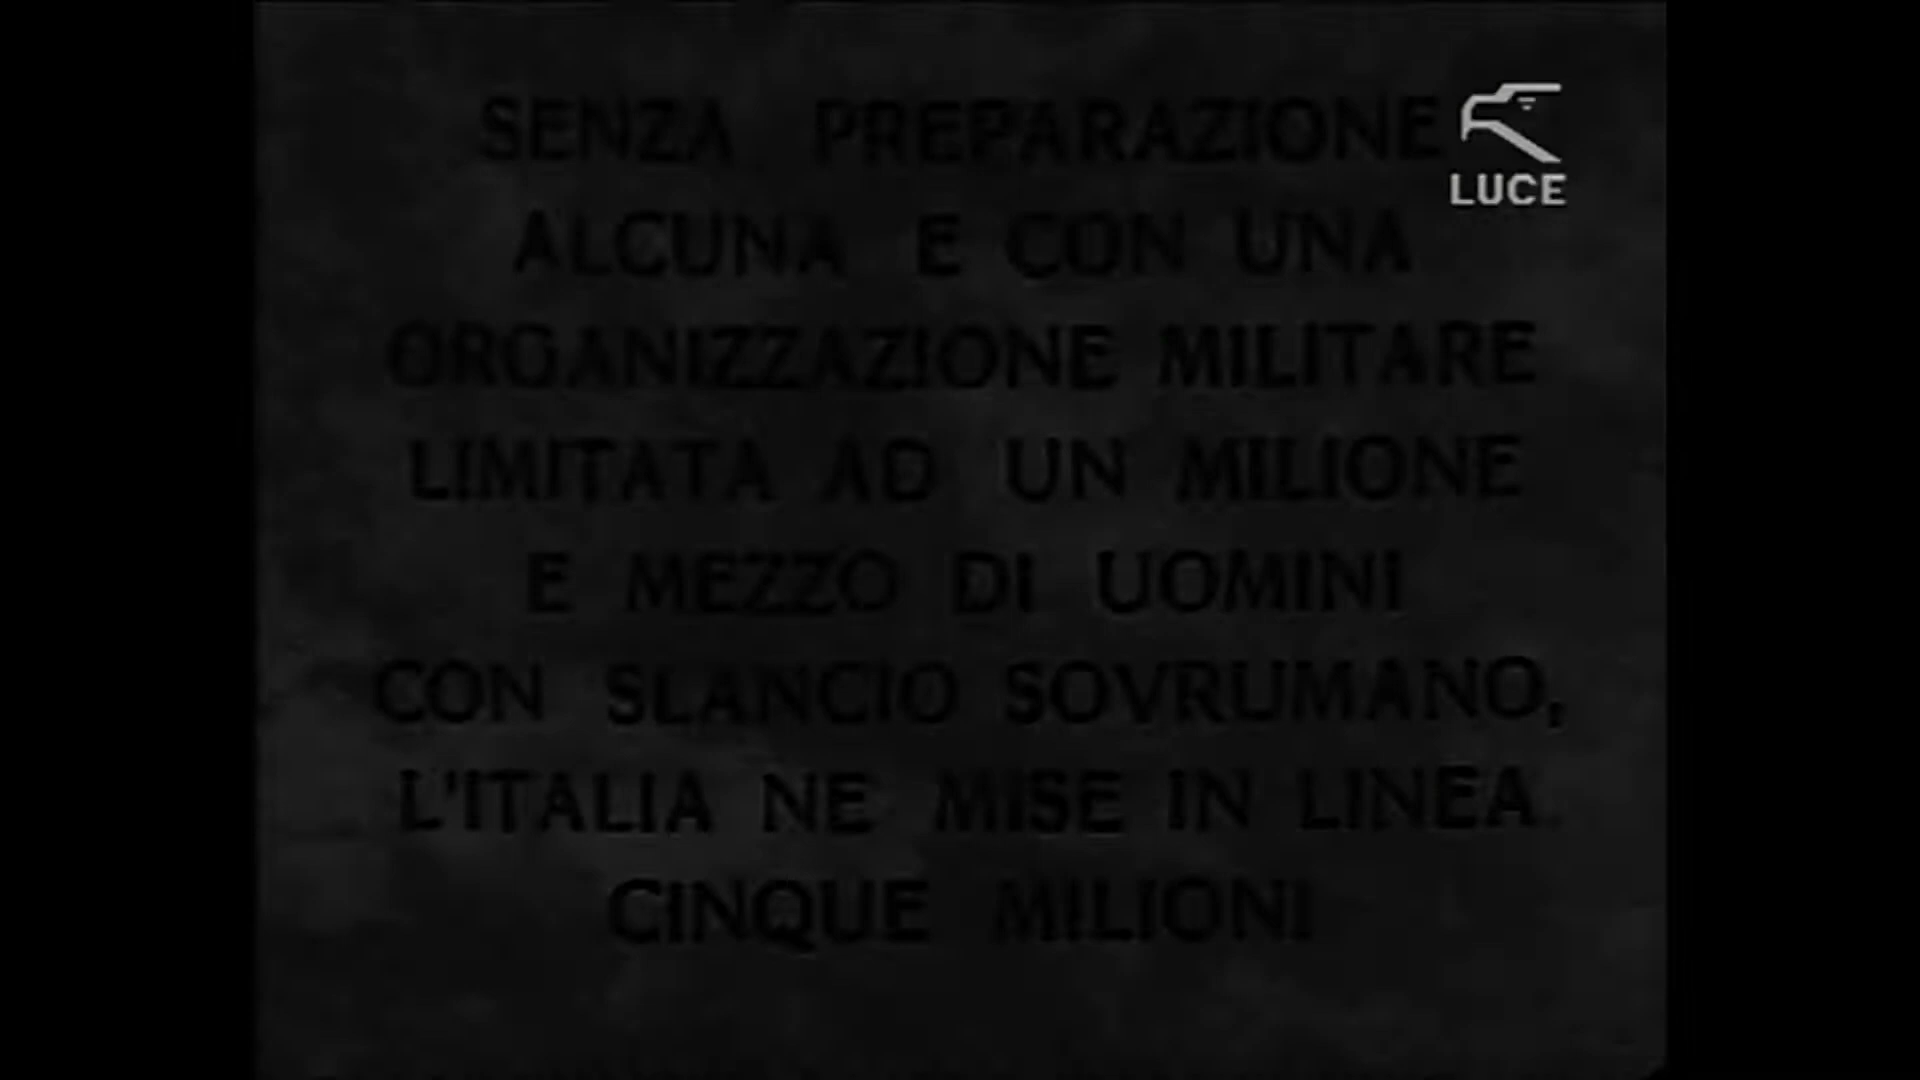 SENZA PREPARAZIONE
ALCUNA E CON UNA
ORGANIZZAZIONE MILITARE
LIMITATA AD UN MILIONE
E MEZZO DI UOMINI
CON SLANCIO SOVRUMANO,
L'ITALIA NE MISE IN LINEA
CINQUE MILIONI
LUCE